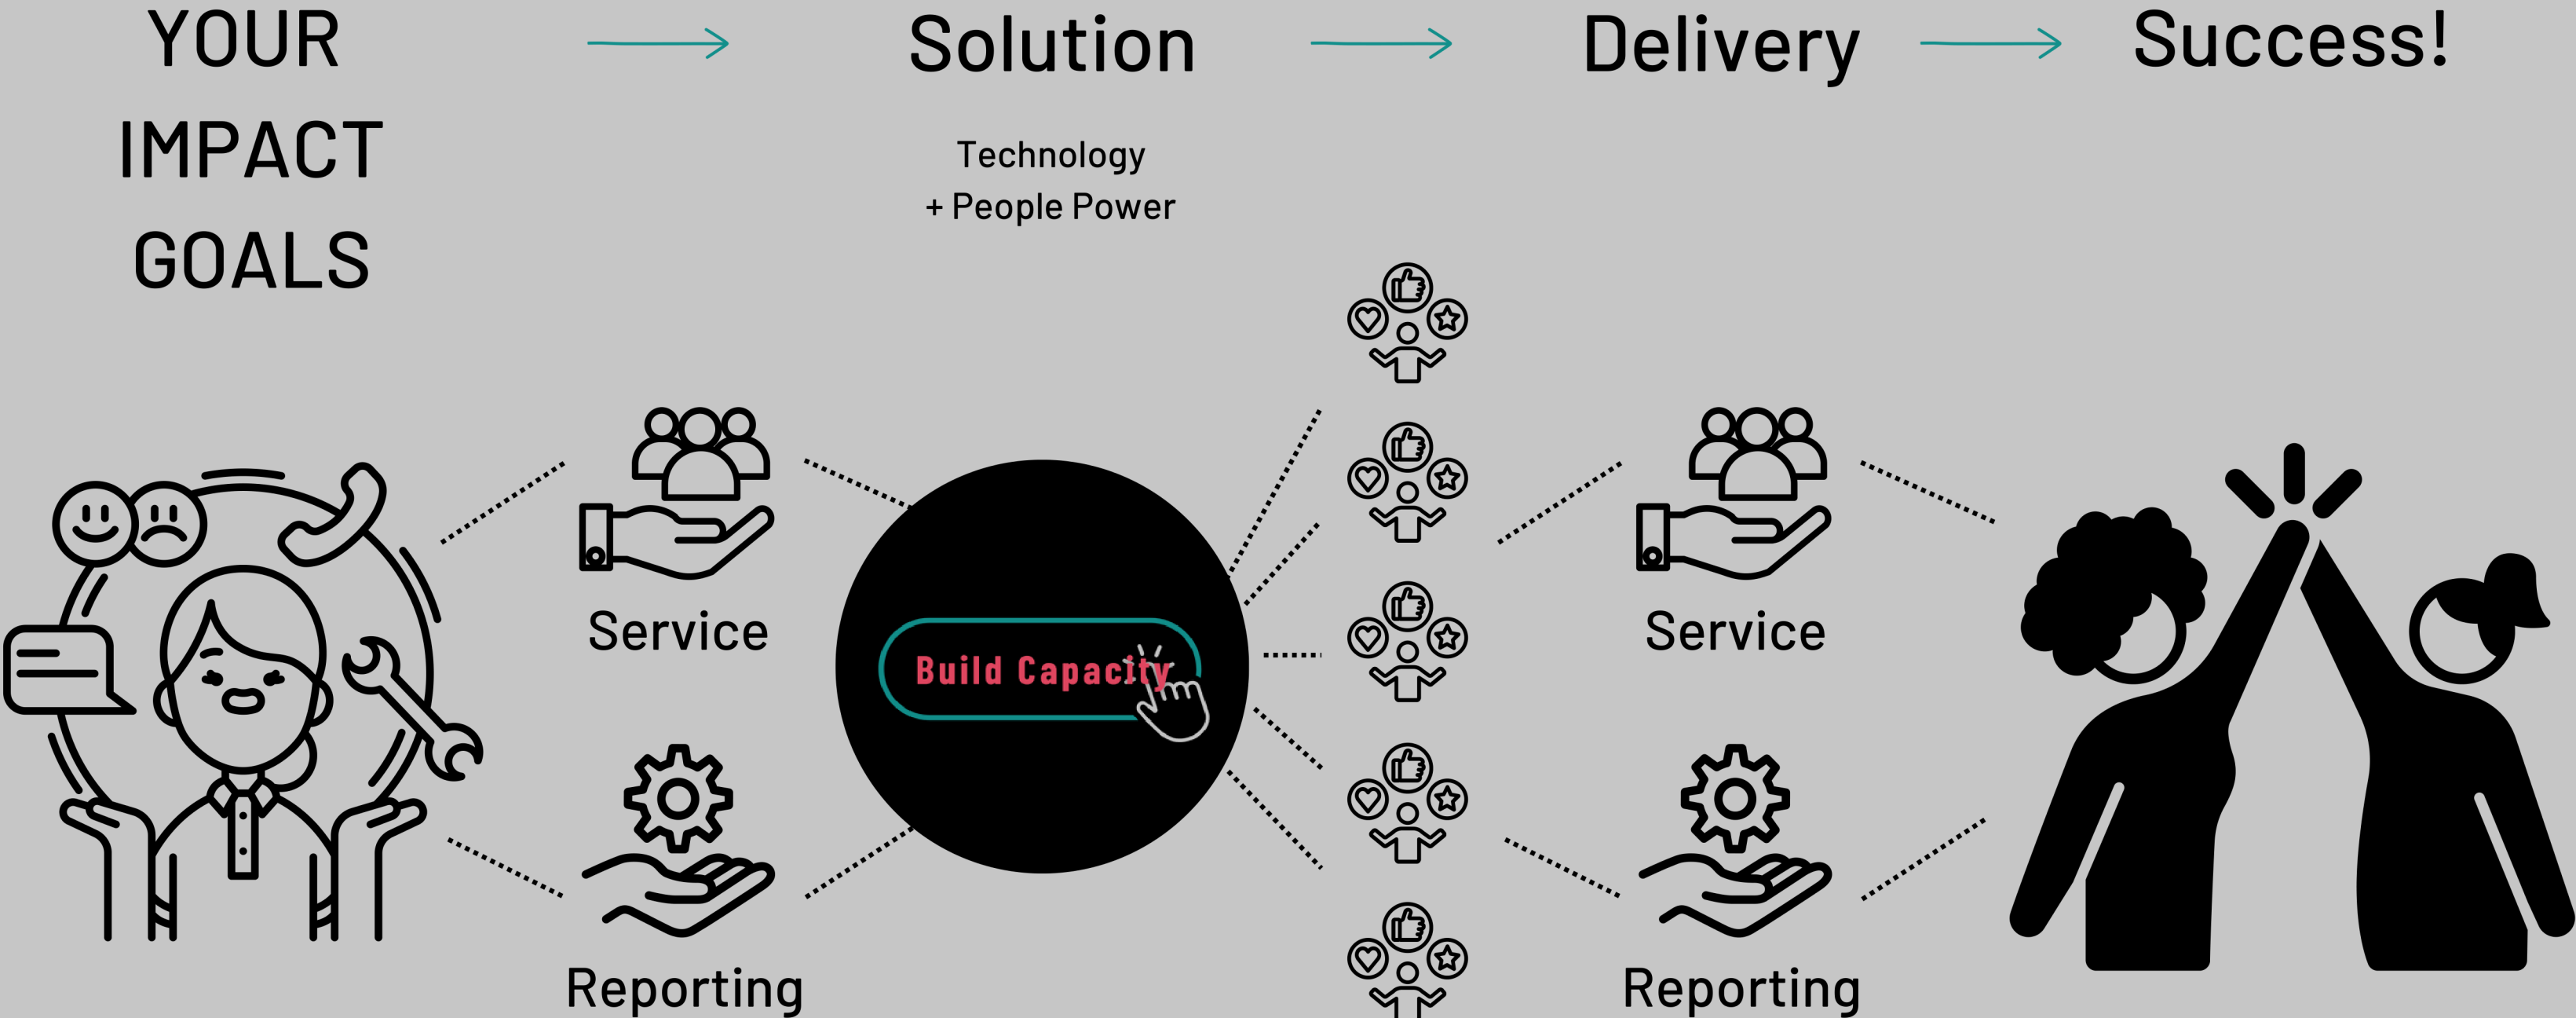 YOUR
IMPACT
GOALS
Solution
Technology
+ People Power
Delivery
Success!
Service
Reporting
Build Capacity
Service
Reporting